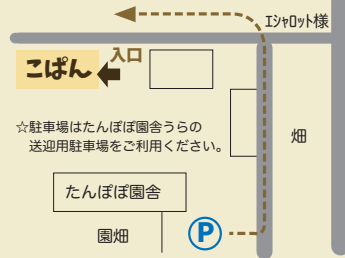 エシャロット様
入口
こぱん
☆駐車場はたんぽぽ園舎うらの
送迎用駐車場をご利用ください。
畑
たんぽぽ園舎
園畑
P